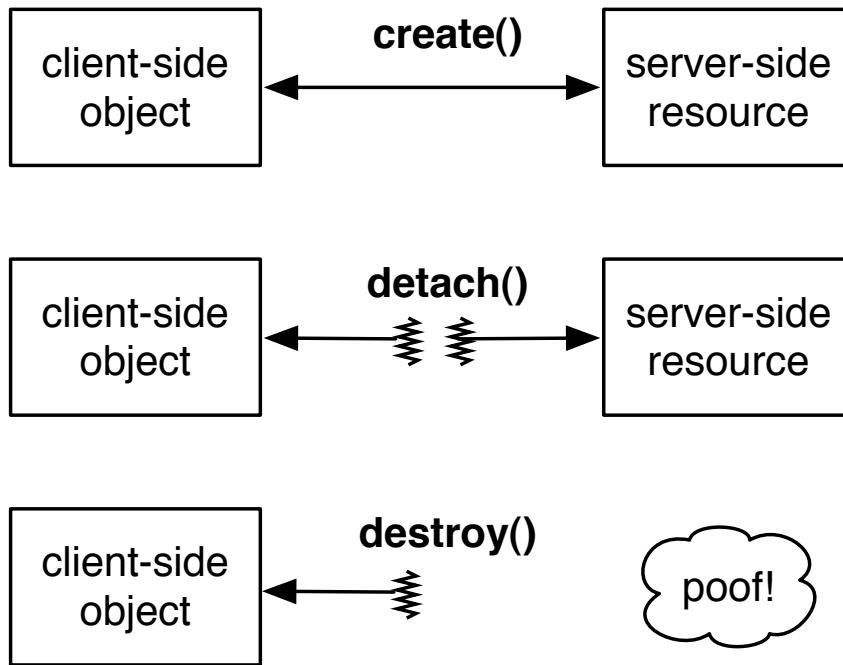 client-side
object
create()
server-side
resource
client-side
object
detach()
server-side
resource
client-side
object
destroy()
poof!